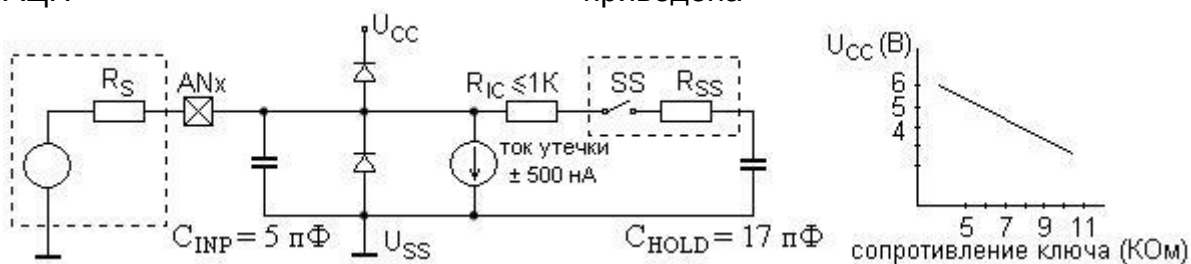 приведена
U_CC
R_S
ANx
R_IC ≤1K
SS
R_SS
ток утечки
± 500 нА
C_INP = 5 пФ
U_SS
C_HOLD = 17 пФ
U_CC (В)
6
5
4
5 7 9 11
сопротивление ключа (КОм)